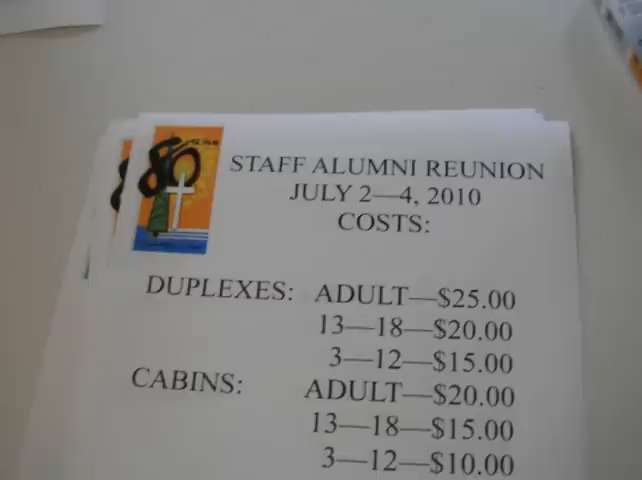 80
STAFF ALUMNI REUNION
JULY 2—4, 2010
COSTS:
DUPLEXES: ADULT—$25.00
13—18—$20.00
3—12—$15.00
CABINS: ADULT—$20.00
13—18—$15.00
3—12—$10.00